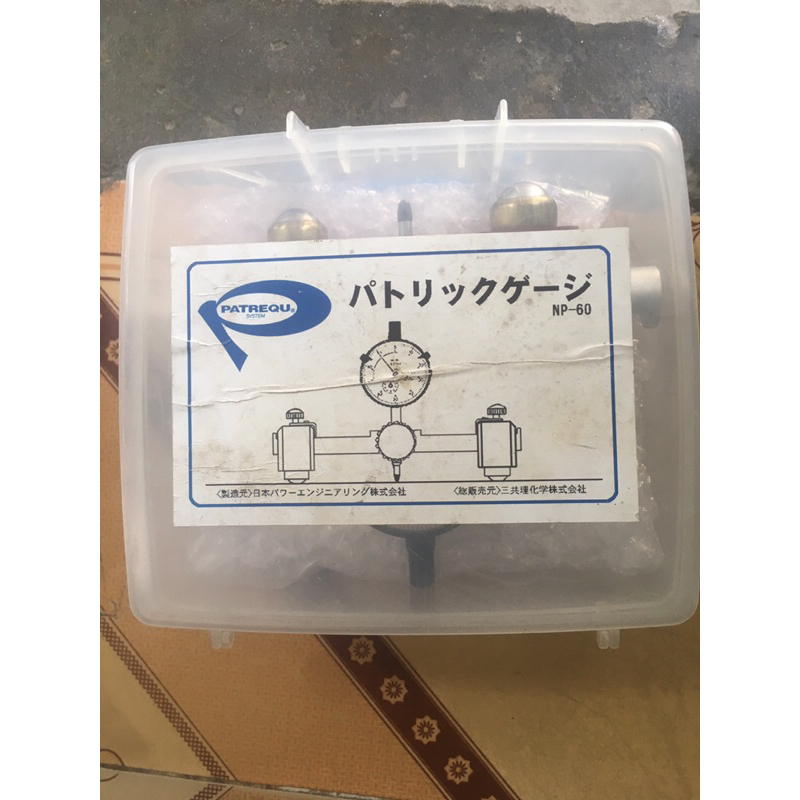 PATREQU®
SYSTEM
パトリックゲージ
NP-60
〈製造元〉日本パワーエンジニアリング株式会社
〈総販売元〉三共理化学株式会社